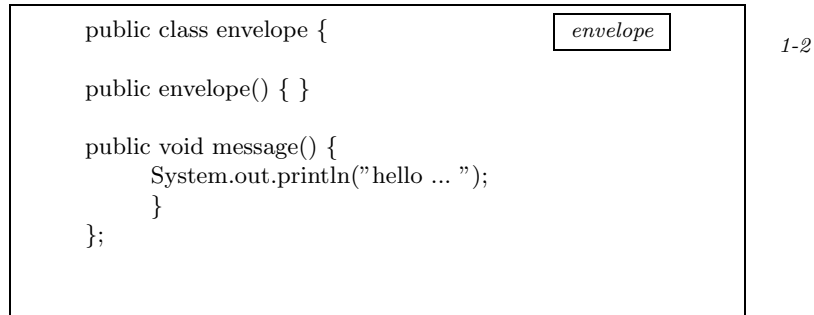 public class envelope {
envelope
1-2
public envelope() { }
public void message() {
System.out.println(”hello ... ”);
}
};